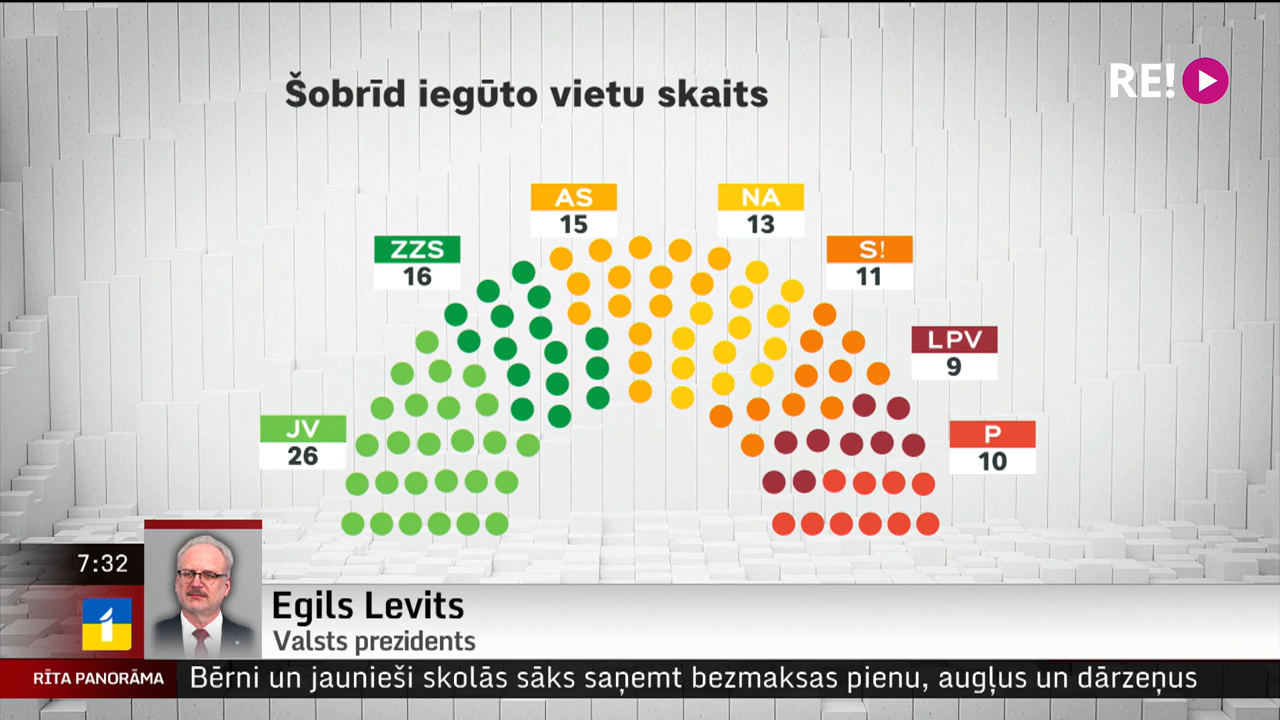 RE!
Šobrīd iegūto vietu skaits
AS
15
NA
13
ZZS
16
S!
11
LPV
9
JV
26
P
10
7:32
1
Egils Levits
Valsts prezidents
RĪTA PANORĀMA
Bērni un jaunieši skolās sāks saņemt bezmaksas pienu, augļus un dārzeņus